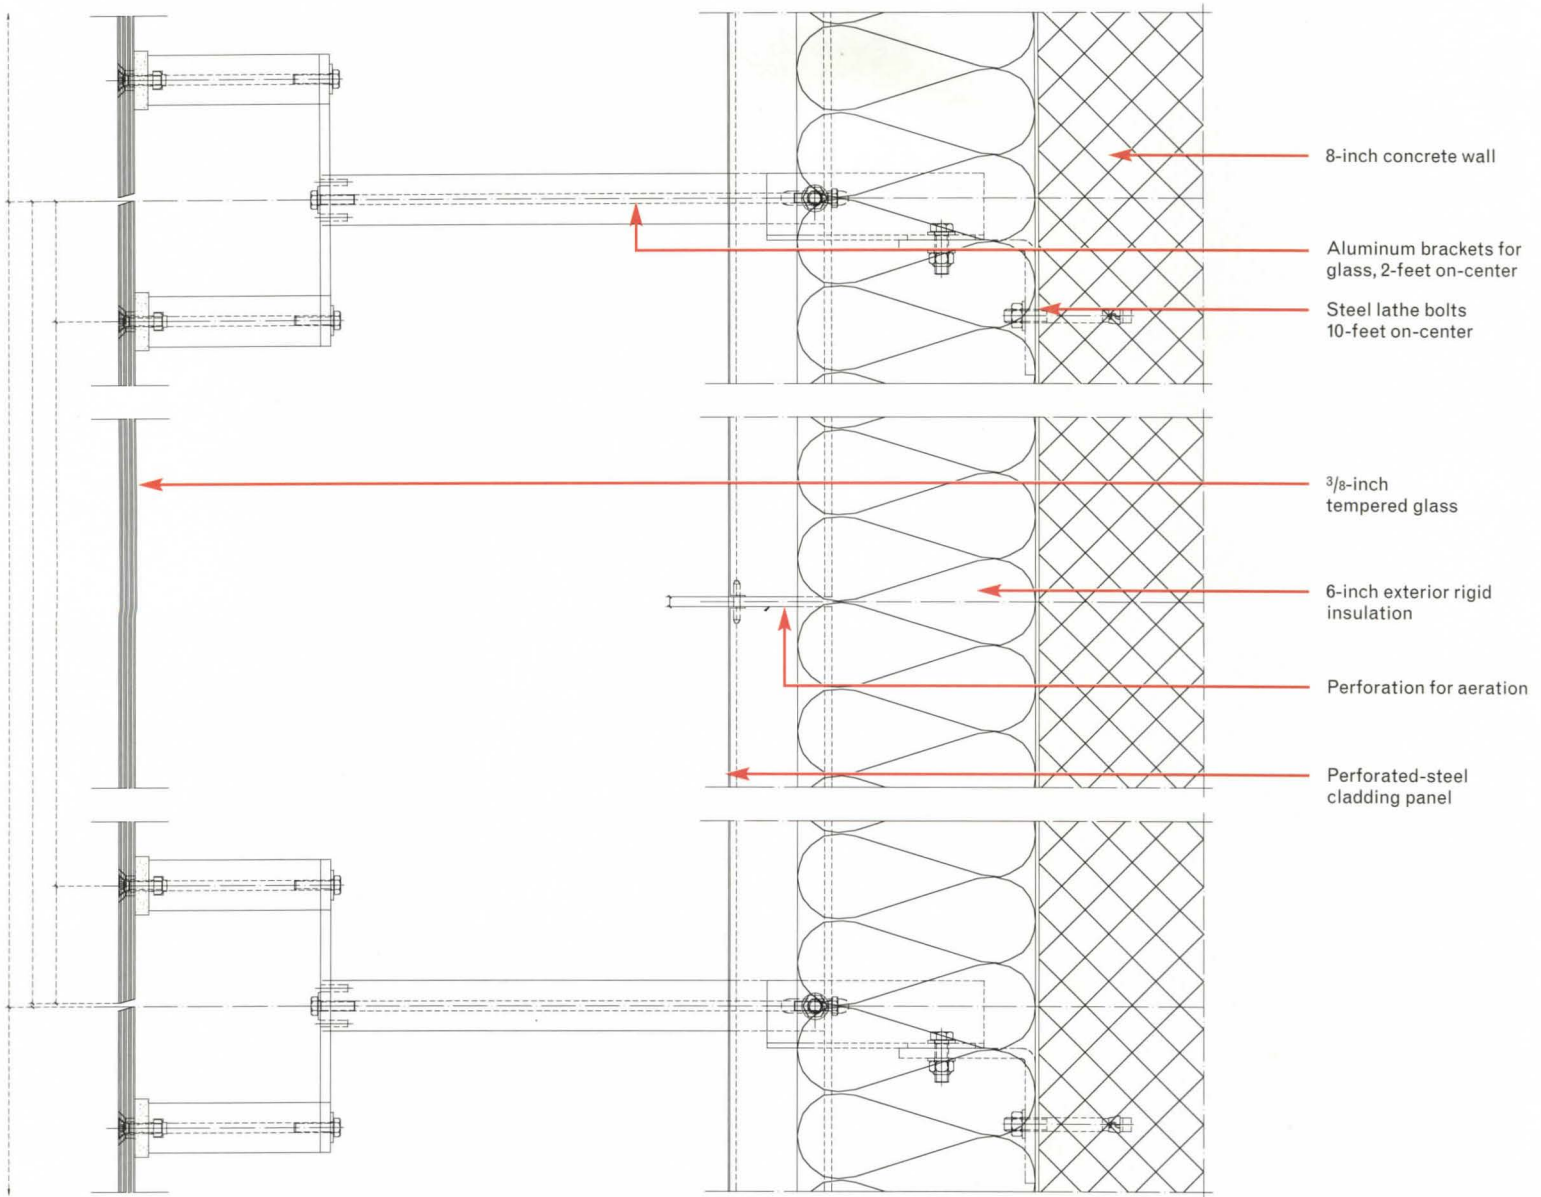 8-inch concrete wall
Aluminum brackets for
glass, 2-feet on-center
Steel lathe bolts
10-feet on-center
3/8-inch
tempered glass
6-inch exterior rigid
insulation
Perforation for aeration
Perforated-steel
cladding panel